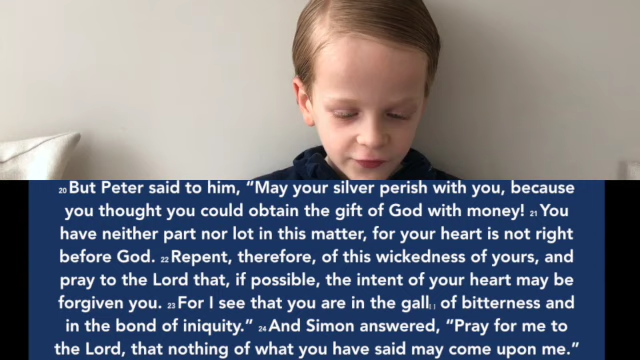 20 But Peter said to him, “May your silver perish with you, because
you thought you could obtain the gift of God with money! 21 You
have neither part nor lot in this matter, for your heart is not right
before God. 22 Repent, therefore, of this wickedness of yours, and
pray to the Lord that, if possible, the intent of your heart may be
forgiven you. 23 For I see that you are in the gall of bitterness and
in the bond of iniquity.” 24 And Simon answered, “Pray for me to
the Lord, that nothing of what you have said may come upon me.”